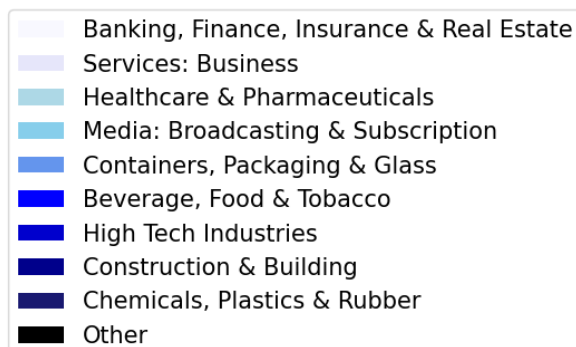 Banking, Finance, Insurance & Real Estate
Services: Business
Healthcare & Pharmaceuticals
Media: Broadcasting & Subscription
Containers, Packaging & Glass
Beverage, Food & Tobacco
High Tech Industries
Construction & Building
Chemicals, Plastics & Rubber
Other